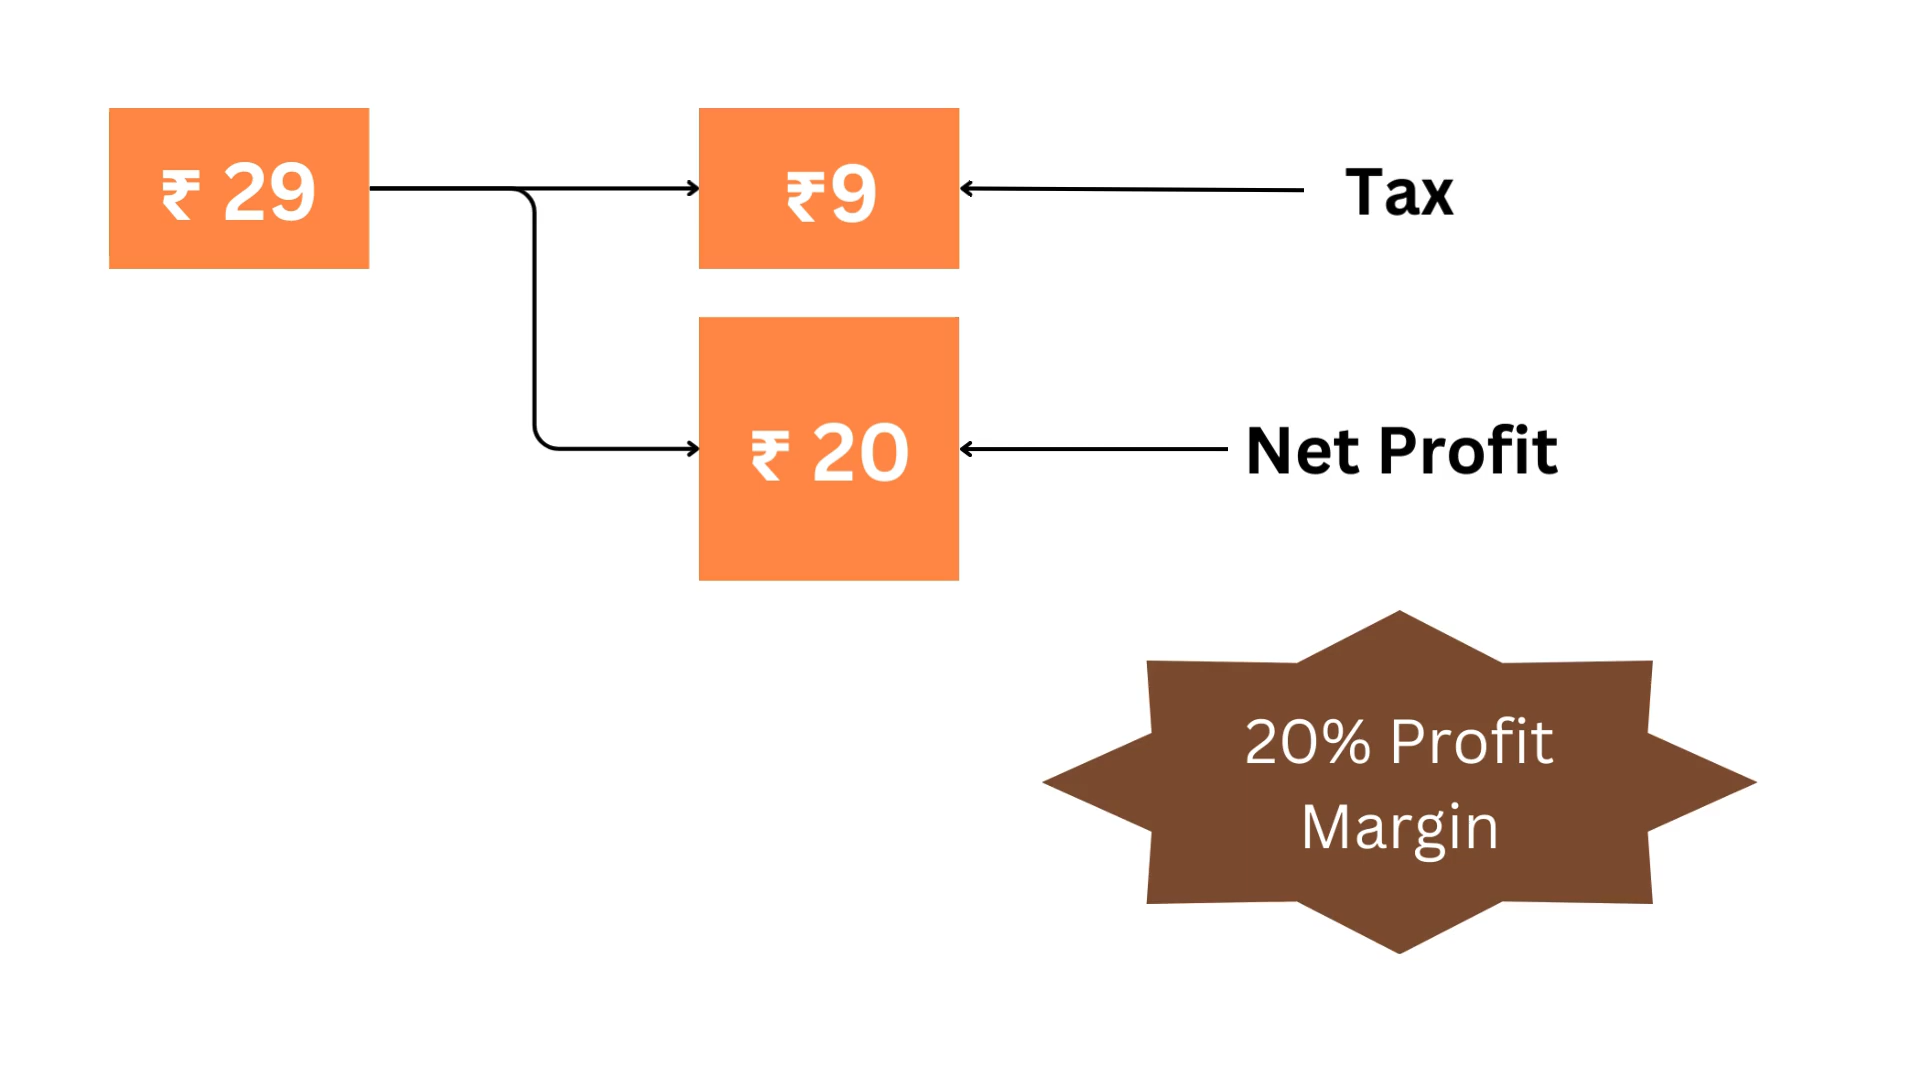 ₹ 29
₹9
Tax
₹ 20
Net Profit
20% Profit
Margin